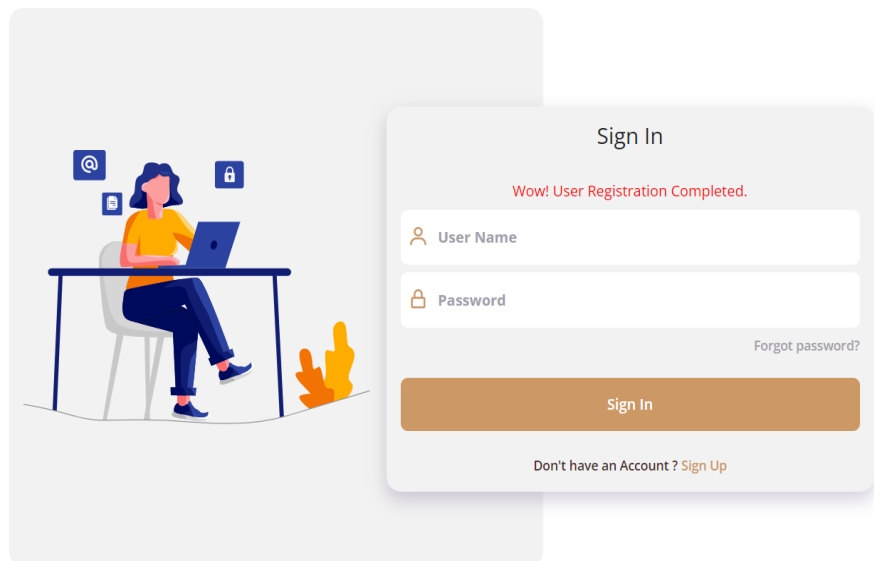 Sign In
Wow! User Registration Completed.
User Name
Password
Forgot password?
Sign In
Don't have an Account ? Sign Up